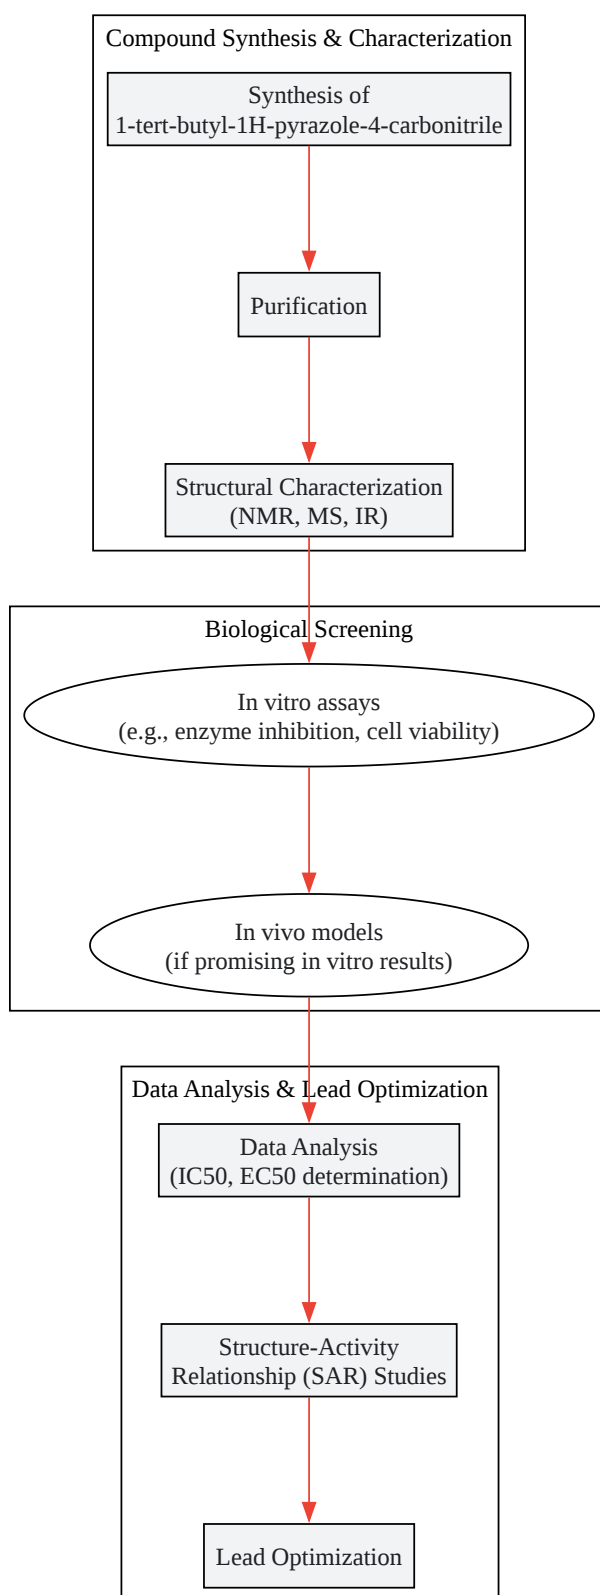 Compound Synthesis & Characterization
Synthesis of
1-tert-butyl-1H-pyrazole-4-carbonitrile
Purification
Structural Characterization
(NMR, MS, IR)
Biological Screening
In vitro assays
(e.g., enzyme inhibition, cell viability)
In vivo models
(if promising in vitro results)
Data Analysis & Lead Optimization
Data Analysis
(IC50, EC50 determination)
Structure-Activity
Relationship (SAR) Studies
Lead Optimization